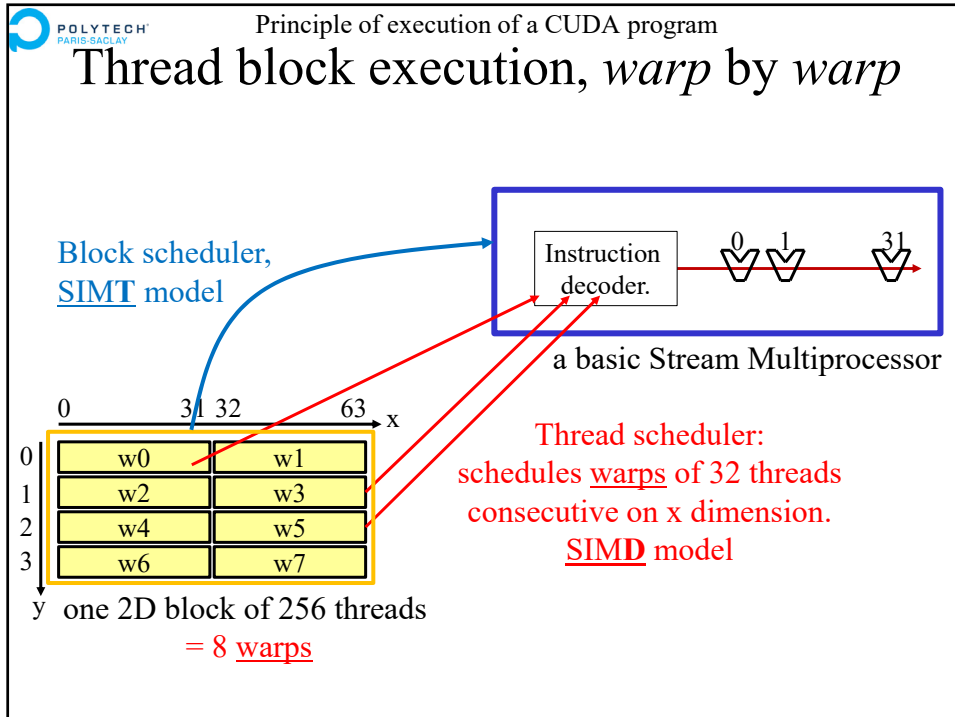 POLYTECH
PARIS-SACLAY
Principle of execution of a CUDA program
Thread block execution, warp by warp
Block scheduler,
SIMT model
Instruction
decoder.
0 1 31
a basic Stream Multiprocessor
0 31 32 63 x
0 w0 w1
1 w2 w3
2 w4 w5
3 w6 w7
y
one 2D block of 256 threads
= 8 warps
Thread scheduler:
schedules warps of 32 threads
consecutive on x dimension.
SIMD model